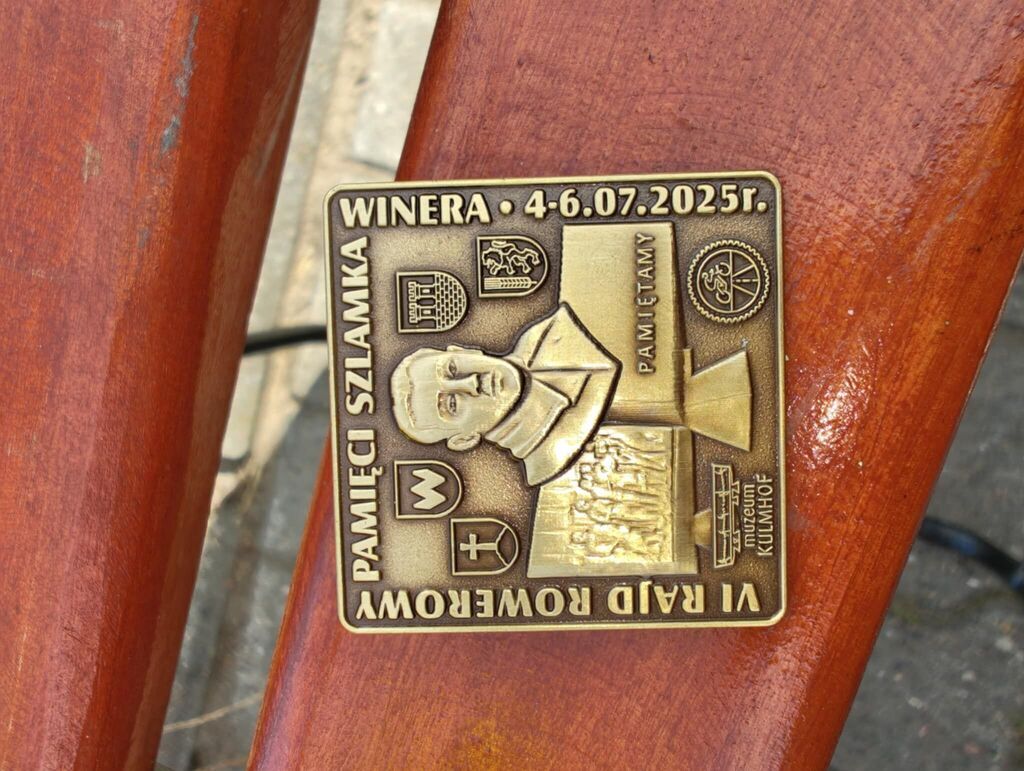 VI RAJD ROWEROWY
PAMIĘCI SZLAMKA
WINERA • 4-6.07.2025r.
W
PAMIĘTAMY
muzeum
KULMHOF